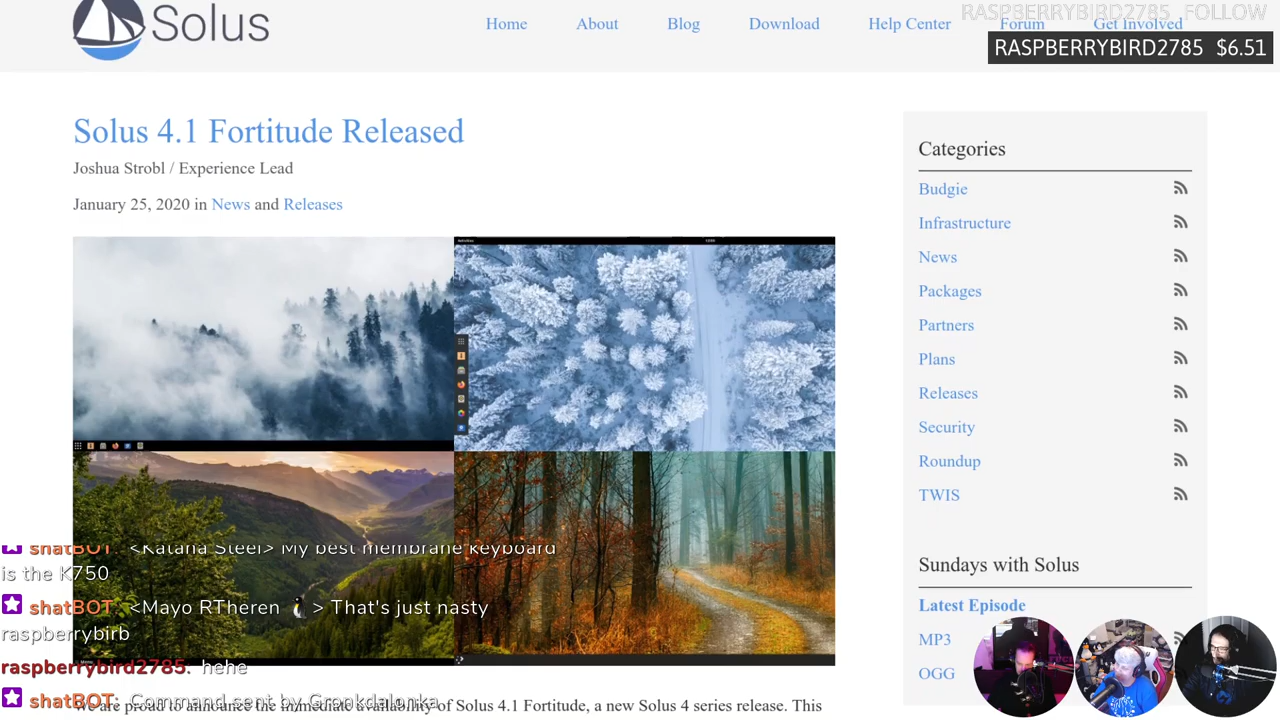 Solus
Home About Blog Download Help Center Forum Get Involved
RASPBERRYBIRD2785 FOLLOW
RASPBERRYBIRD2785 $6.51
Solus 4.1 Fortitude Released
Joshua Strobl / Experience Lead
January 25, 2020 in News and Releases
Categories
Budgie
Infrastructure
News
Packages
Partners
Plans
Releases
Security
Roundup
TWIS
Sundays with Solus
Latest Episode
MP3
OGG
shatBOT: <Katana Steel> My best membrane keyboard
is the K750
shatBOT: <Mayo RTheren 🐧 > That's just nasty
raspberrybirb
raspberrybird2785: hehe
shatBOT: Command sent by Gronkdalonka
We are proud to announce the immediate availability of Solus 4.1 Fortitude, a new Solus 4 series release. This